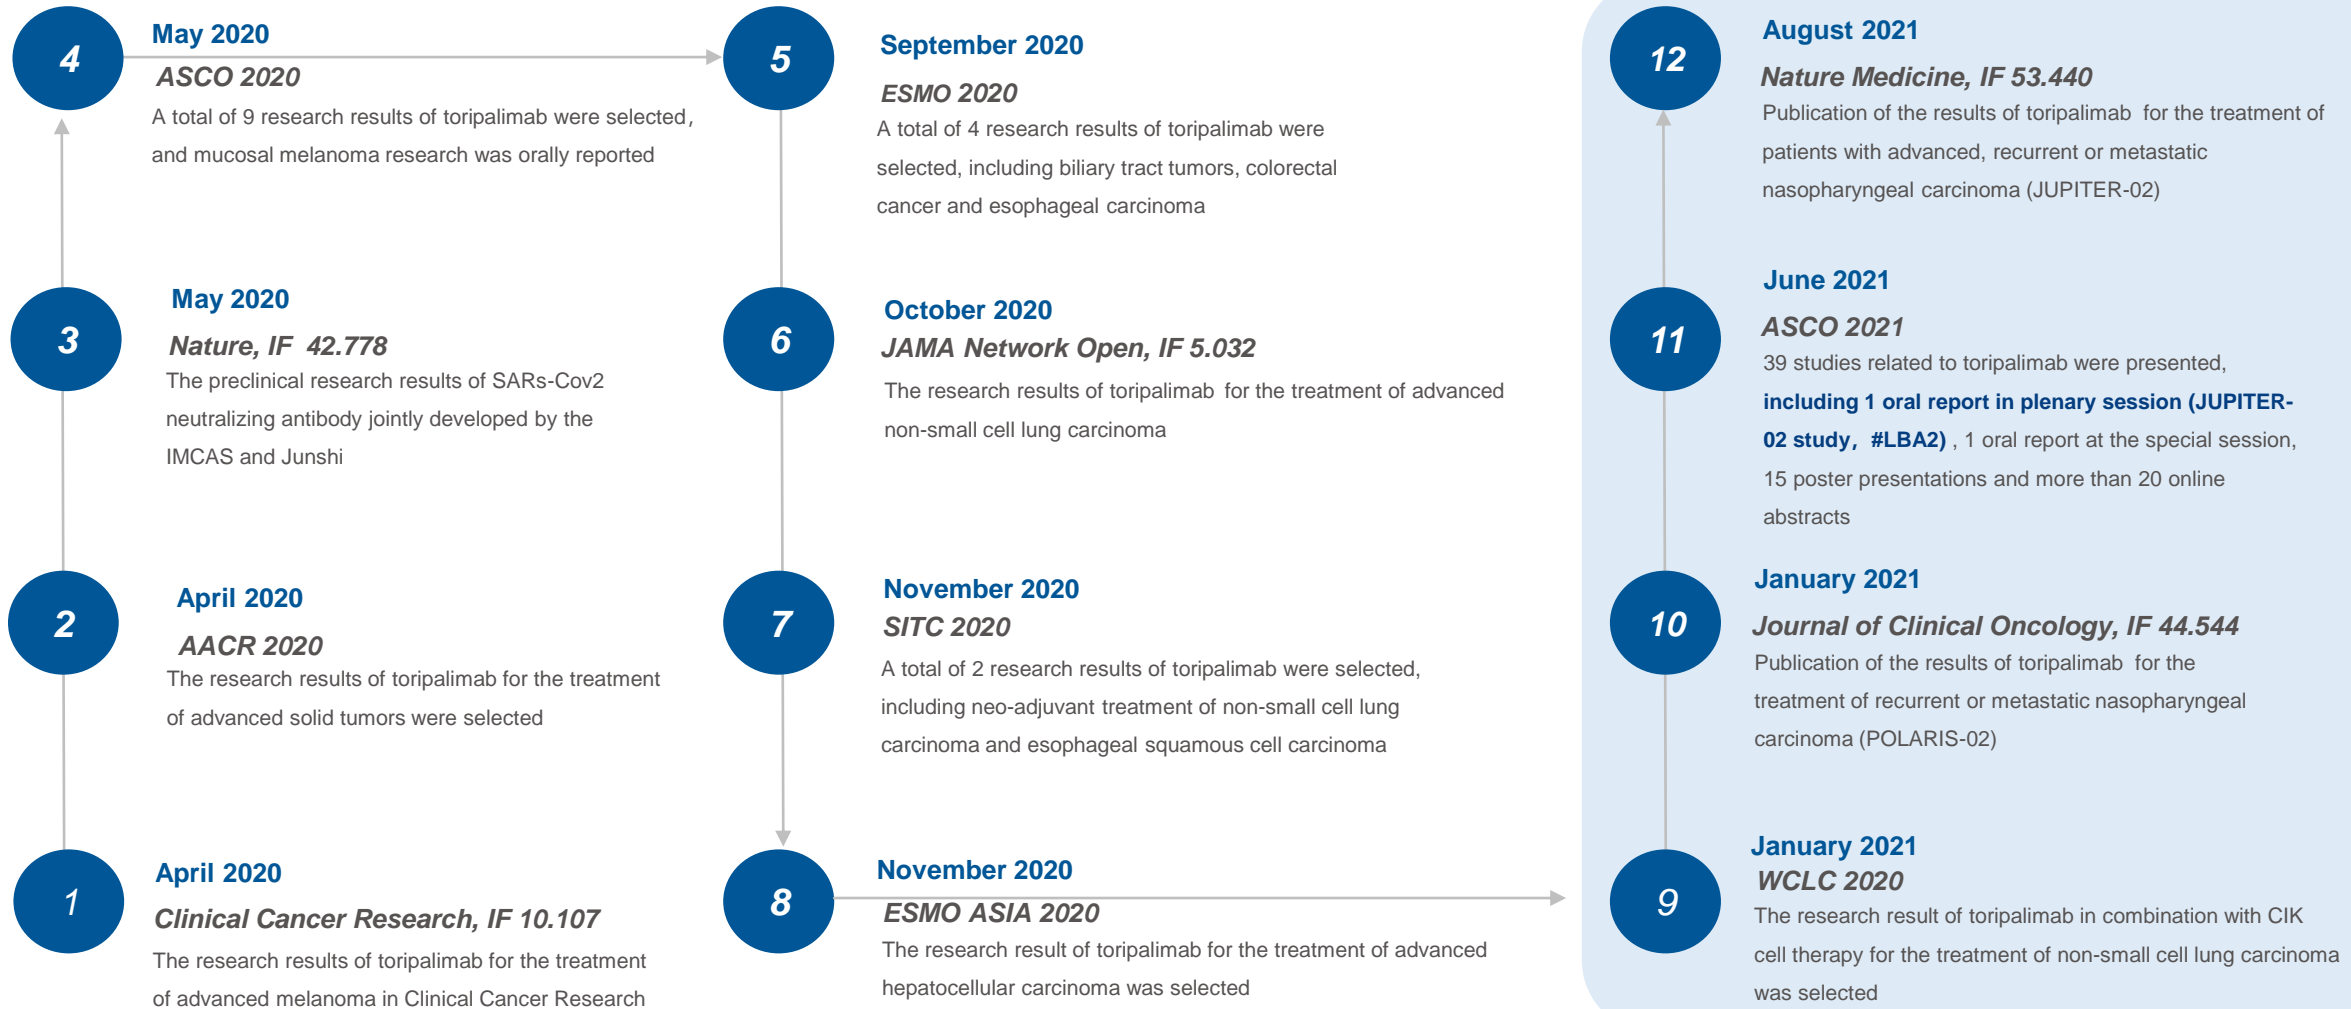 4
May 2020
ASCO 2020
A total of 9 research results of toripalimab were selected,
and mucosal melanoma research was orally reported
3
May 2020
Nature, IF 42.778
The preclinical research results of SARs-Cov2
neutralizing antibody jointly developed by the
IMCAS and Junshi
2
April 2020
AACR 2020
The research results of toripalimab for the treatment
of advanced solid tumors were selected
1
April 2020
Clinical Cancer Research, IF 10.107
The research results of toripalimab for the treatment
of advanced melanoma in Clinical Cancer Research
5
September 2020
ESMO 2020
A total of 4 research results of toripalimab were
selected, including biliary tract tumors, colorectal
cancer and esophageal carcinoma
6
October 2020
JAMA Network Open, IF 5.032
The research results of toripalimab for the treatment of advanced
non-small cell lung carcinoma
7
November 2020
SITC 2020
A total of 2 research results of toripalimab were selected,
including neo-adjuvant treatment of non-small cell lung
carcinoma and esophageal squamous cell carcinoma
8
November 2020
ESMO ASIA 2020
The research result of toripalimab for the treatment of advanced
hepatocellular carcinoma was selected
12
August 2021
Nature Medicine, IF 53.440
Publication of the results of toripalimab for the treatment of
patients with advanced, recurrent or metastatic
nasopharyngeal carcinoma (JUPITER-02)
11
June 2021
ASCO 2021
39 studies related to toripalimab were presented,
including 1 oral report in plenary session (JUPITER-
02 study, #LBA2) , 1 oral report at the special session,
15 poster presentations and more than 20 online
abstracts
10
January 2021
Journal of Clinical Oncology, IF 44.544
Publication of the results of toripalimab for the
treatment of recurrent or metastatic nasopharyngeal
carcinoma (POLARIS-02)
9
January 2021
WCLC 2020
The research result of toripalimab in combination with CIK
cell therapy for the treatment of non-small cell lung carcinoma
was selected